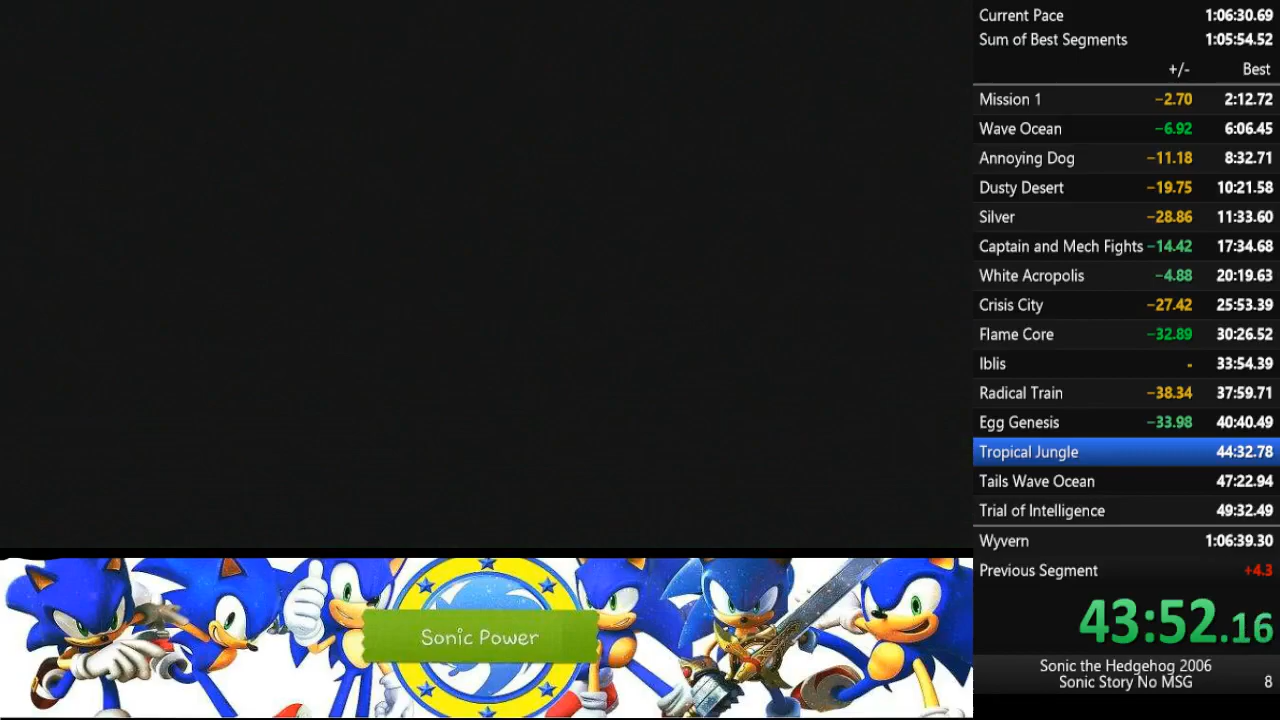 Current Pace 1:06:30.69
Sum of Best Segments 1:05:54.52
+/- Best
Mission 1 −2.70 2:12.72
Wave Ocean −6.92 6:06.45
Annoying Dog −11.18 8:32.71
Dusty Desert −19.75 10:21.58
Silver −28.86 11:33.60
Captain and Mech Fights −14.42 17:34.68
White Acropolis −4.88 20:19.63
Crisis City −27.42 25:53.39
Flame Core −32.89 30:26.52
Iblis - 33:54.39
Radical Train −38.34 37:59.71
Egg Genesis −33.98 40:40.49
Tropical Jungle 44:32.78
Tails Wave Ocean 47:22.94
Trial of Intelligence 49:32.49
Wyvern 1:06:39.30
Previous Segment +4.3
43:52.16
Sonic the Hedgehog 2006
Sonic Story No MSG 8
Sonic Power